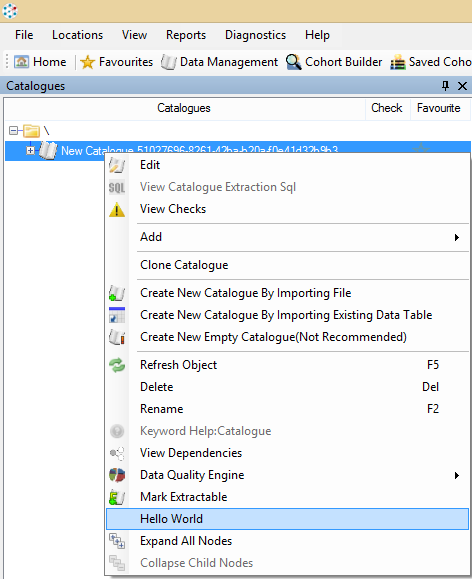 File Locations View Reports Diagnostics Help
Home Favourites Data Management Cohort Builder Saved Coho
Catalogues
Catalogues Check Favourite
\
New Catalogue 51027696-8261-42ba-b20a-f0e41d32b9b3
Edit
SQL View Catalogue Extraction Sql
View Checks
Add
Clone Catalogue
Create New Catalogue By Importing File
Create New Catalogue By Importing Existing Data Table
Create New Empty Catalogue(Not Recommended)
Refresh Object F5
Delete Del
Rename F2
Keyword Help:Catalogue
View Dependencies
Data Quality Engine
Mark Extractable
Hello World
Expand All Nodes
Collapse Child Nodes